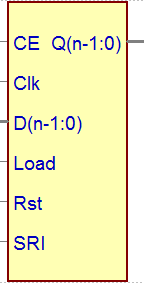 CE Q(n-1:0)
Clk
D(n-1:0)
Load
Rst
SRI